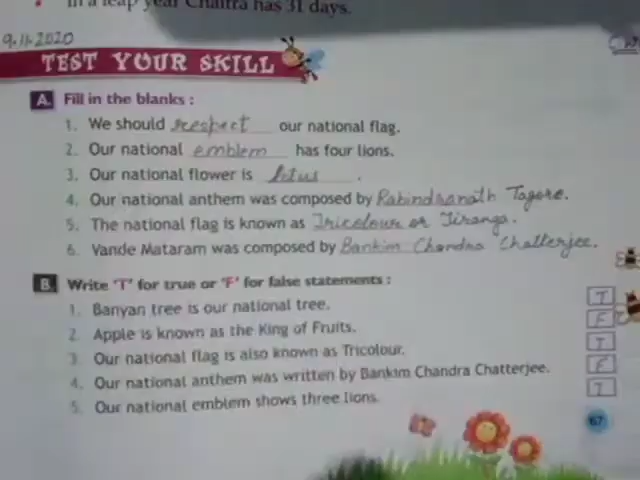 In a leap year Chaitra has 31 days.
9.11.2020
TEST YOUR SKILL
A. Fill in the blanks :
1. We should respect our national flag.
2. Our national emblem has four lions.
3. Our national flower is lotus .
4. Our national anthem was composed by Rabindranath Tagore.
5. The national flag is known as Tricolour or Tiranga.
6. Vande Mataram was composed by Bankim Chandra Chatterjee.
B. Write 'T' for true or 'F' for false statements :
1. Banyan tree is our national tree. T
2. Apple is known as the King of Fruits. F
3. Our national flag is also known as Tricolour. T
4. Our national anthem was written by Bankim Chandra Chatterjee. F
5. Our national emblem shows three lions. T
67